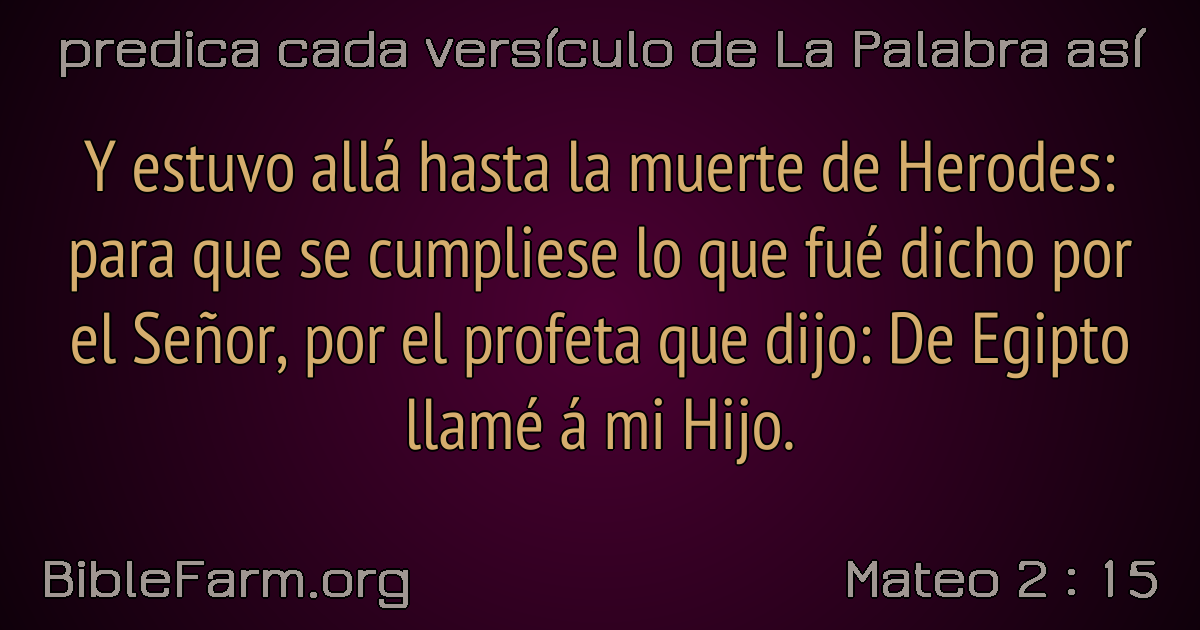 predica cada versículo de La Palabra así
Y estuvo allá hasta la muerte de Herodes:
para que se cumpliese lo que fué dicho por
el Señor, por el profeta que dijo: De Egipto
llamé á mi Hijo.
BibleFarm.org
Mateo 2 : 15